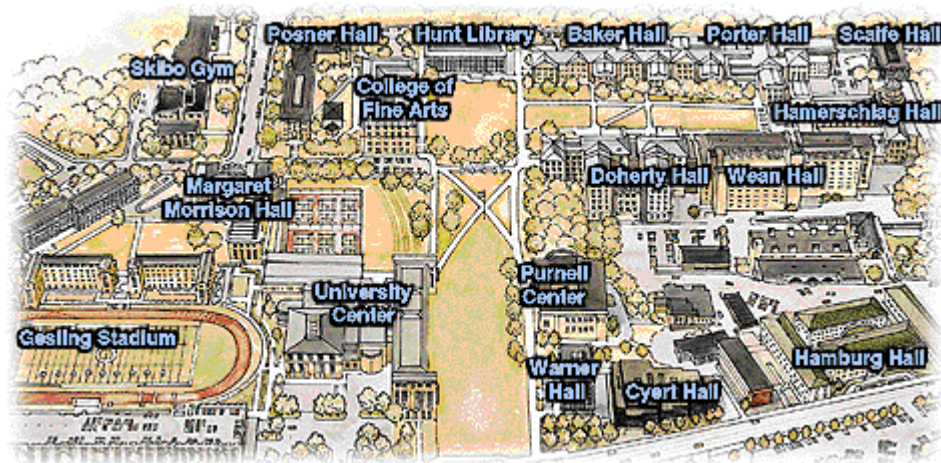 Posner Hall
Hunt Library
Baker Hall
Porter Hall
Scaife Hall
Skibo Gym
College of
Fine Arts
Hamerschlag Hall
Margaret
Morrison Hall
Doherty Hall
Wean Hall
University
Center
Purnell
Center
Gesling Stadium
Warner
Hall
Cyert Hall
Hamburg Hall